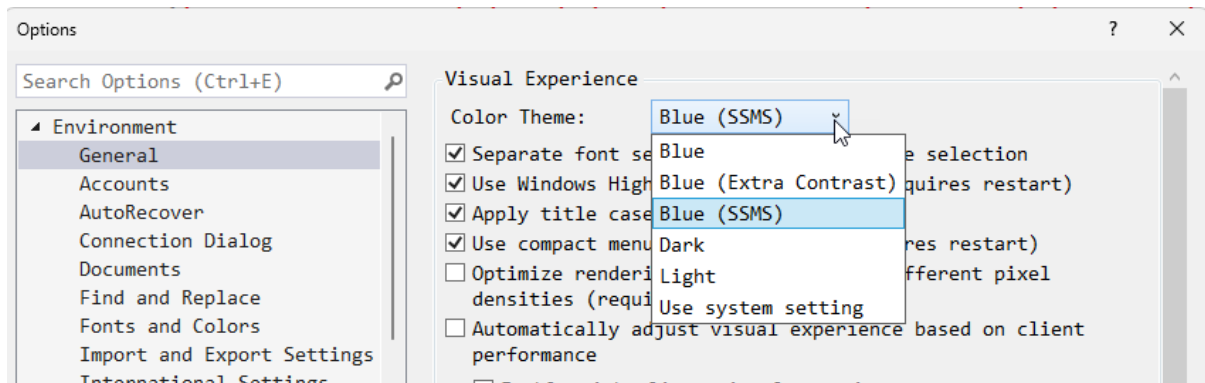 Options
?
Search Options (Ctrl+E)
Environment
General
Accounts
AutoRecover
Connection Dialog
Documents
Find and Replace
Fonts and Colors
Import and Export Settings
International Settings
Visual Experience
Color Theme: Blue (SSMS)
Blue
Blue (Extra Contrast)
Blue (SSMS)
Dark
Light
Use system setting
Separate font se e selection
Use Windows High quires restart)
Apply title case
Use compact menu res restart)
Optimize renderi fferent pixel
densities (requi
Automatically adjust visual experience based on client
performance